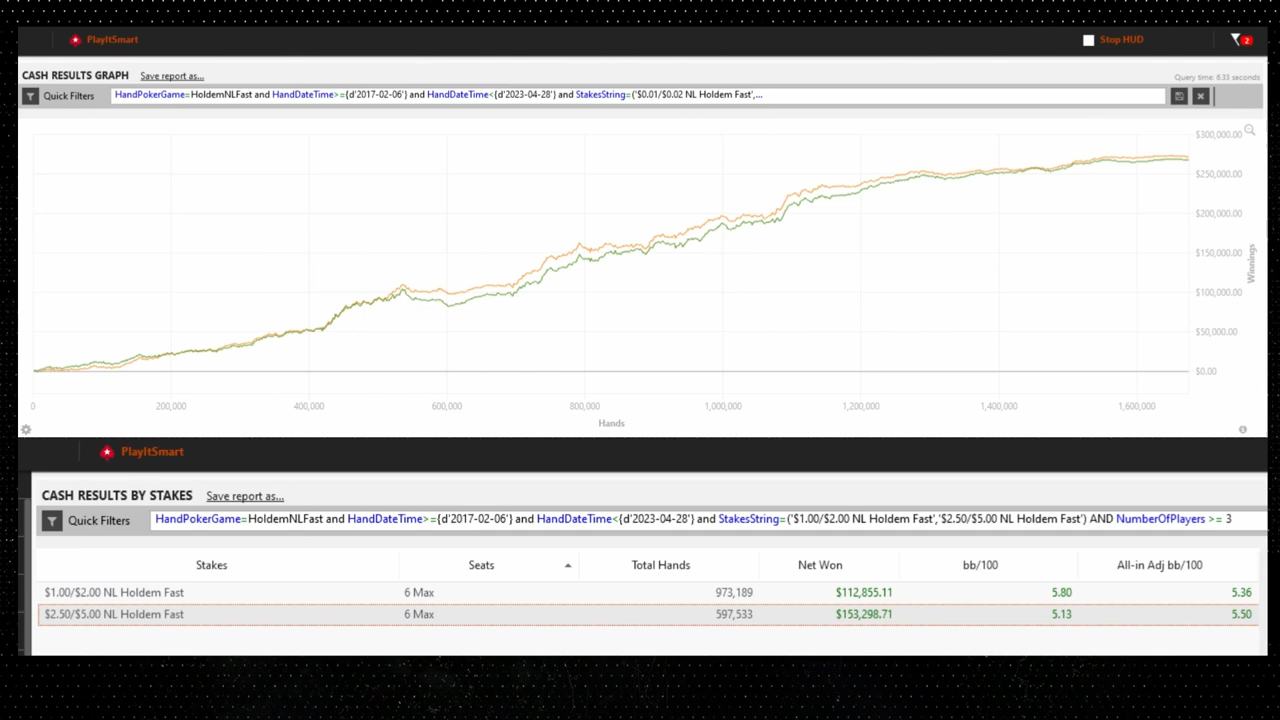 PlayItSmart
Stop HUD
2
CASH RESULTS GRAPH Save report as...
Query time: 6.33 seconds
Quick Filters HandPokerGame=HoldemNLFast and HandDateTime>={d'2017-02-06'} and HandDateTime<{d'2023-04-28'} and StakesString=('$0.01/$0.02 NL Holdem Fast',...
$300,000.00
$250,000.00
$200,000.00
$150,000.00
$100,000.00
$50,000.00
$0.00
Winnings
0 200,000 400,000 600,000 800,000 1,000,000 1,200,000 1,400,000 1,600,000
Hands
PlayItSmart
CASH RESULTS BY STAKES Save report as...
Quick Filters HandPokerGame=HoldemNLFast and HandDateTime>={d'2017-02-06'} and HandDateTime<{d'2023-04-28'} and StakesString=('$1.00/$2.00 NL Holdem Fast','$2.50/$5.00 NL Holdem Fast') AND NumberOfPlayers >= 3
Stakes Seats Total Hands Net Won bb/100 All-in Adj bb/100
$1.00/$2.00 NL Holdem Fast 6 Max 973,189 $112,855.11 5.80 5.36
$2.50/$5.00 NL Holdem Fast 6 Max 597,533 $153,298.71 5.13 5.50